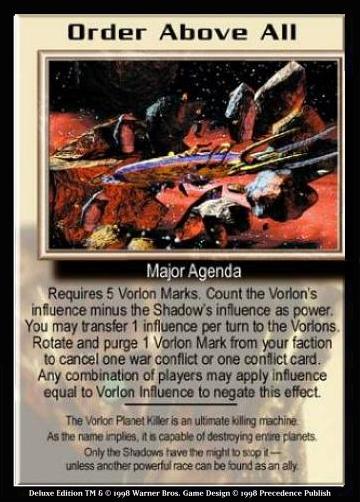 Order Above All
Major Agenda
Requires 5 Vorlon Marks. Count the Vorlon's
influence minus the Shadow's influence as power.
You may transfer 1 influence per turn to the Vorlons.
Rotate and purge 1 Vorlon Mark from your faction
to cancel one war conflict or one conflict card.
Any combination of players may apply influence
equal to Vorlon Influence to negate this effect.
The Vorlon Planet Killer is an ultimate killing machine.
As the name implies, it is capable of destroying entire planets.
Only the Shadows have the might to stop it —
unless another powerful race can be found as an ally.
Deluxe Edition TM & © 1998 Warner Bros. Game Design © 1998 Precedence Publish